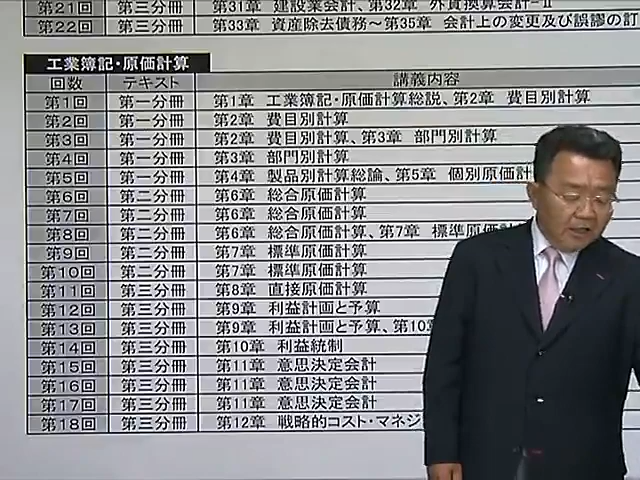 第21回 第三分冊 第31章 建設業会計、第32章 外貨換算会計-Ⅱ
第22回 第三分冊 第33章 資産除去債務~第35章 会計上の変更及び誤謬の訂
工業簿記・原価計算
回数 テキスト 講義内容
第1回 第一分冊 第1章 工業簿記・原価計算総説、第2章 費目別計算
第2回 第一分冊 第2章 費目別計算
第3回 第一分冊 第2章 費目別計算、第3章 部門別計算
第4回 第一分冊 第3章 部門別計算
第5回 第一分冊 第4章 製品別計算総論、第5章 個別原価計
第6回 第二分冊 第6章 総合原価計算
第7回 第二分冊 第6章 総合原価計算
第8回 第二分冊 第6章 総合原価計算、第7章 標準原価
第9回 第二分冊 第7章 標準原価計算
第10回 第二分冊 第7章 標準原価計算
第11回 第三分冊 第8章 直接原価計算
第12回 第三分冊 第9章 利益計画と予算
第13回 第三分冊 第9章 利益計画と予算、第10
第14回 第三分冊 第10章 利益統制
第15回 第三分冊 第11章 意思決定会計
第16回 第三分冊 第11章 意思決定会計
第17回 第三分冊 第11章 意思決定会計
第18回 第三分冊 第12章 戦略的コスト・マネジ